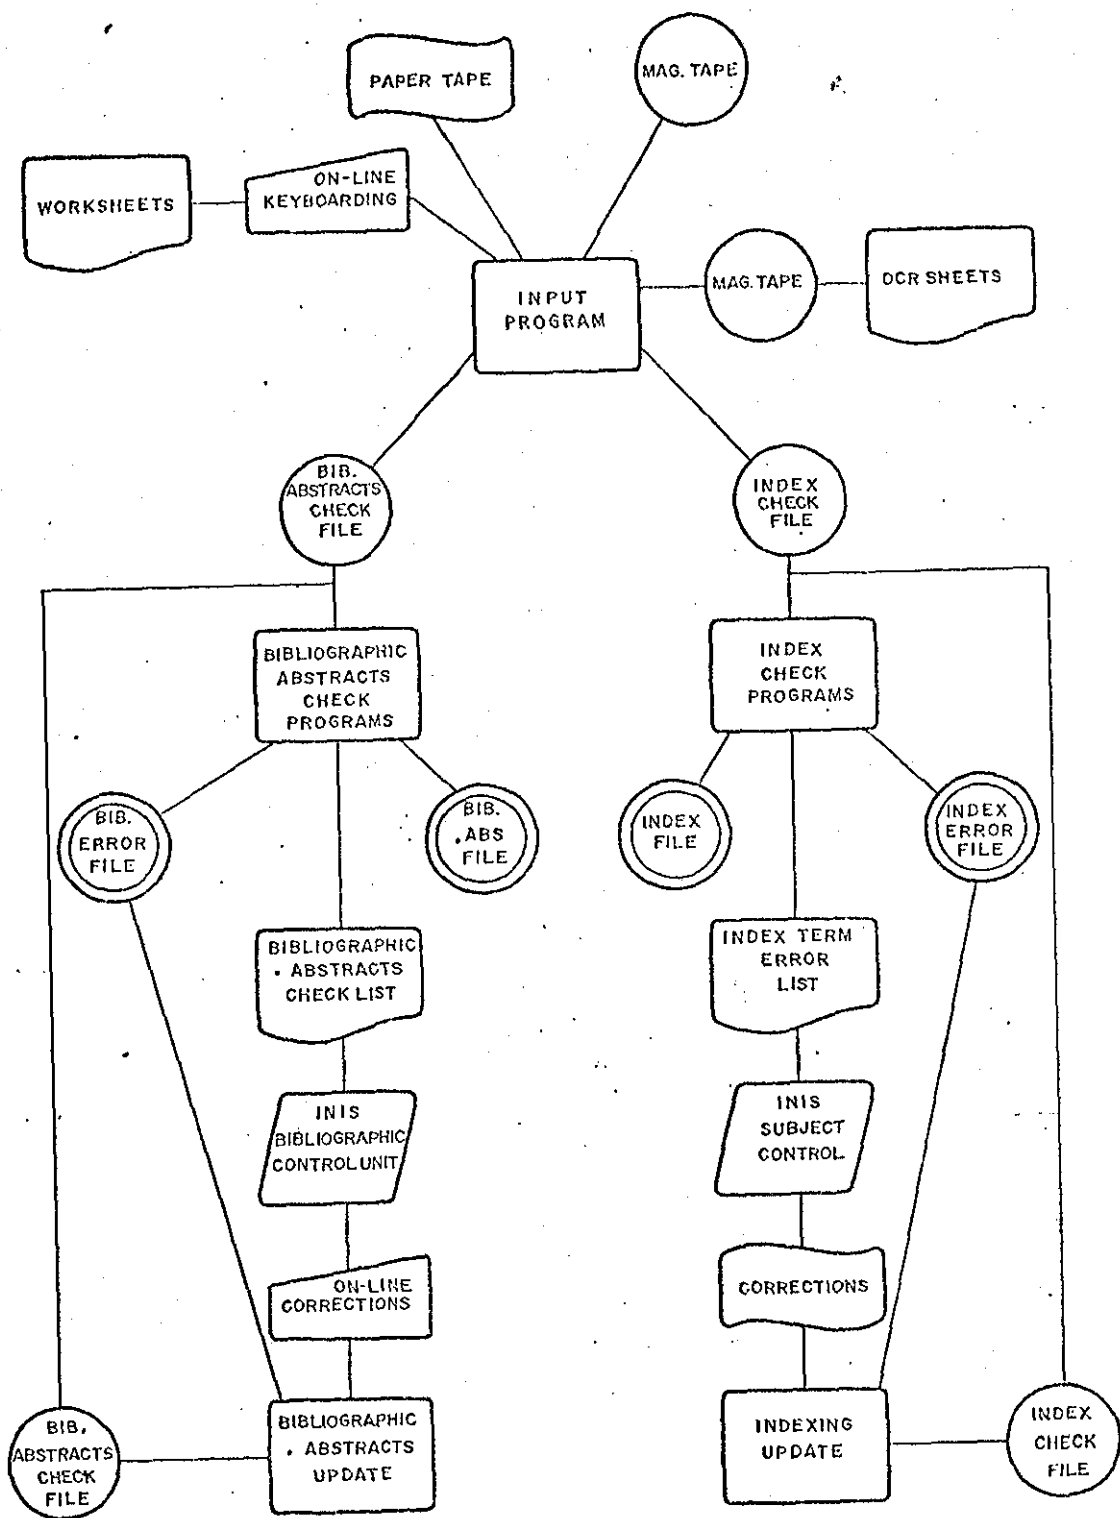 PAPER TAPE
MAG. TAPE
WORKSHEETS
ON-LINE
KEYBOARDING
INPUT
PROGRAM
MAG. TAPE
OCR SHEETS
BIB.
ABSTRACTS
CHECK
FILE
INDEX
CHECK
FILE
BIBLIOGRAPHIC
ABSTRACTS
CHECK
PROGRAMS
INDEX
CHECK
PROGRAMS
BIB.
ERROR
FILE
BIB.
.ABS
FILE
INDEX
FILE
INDEX
ERROR
FILE
BIBLIOGRAPHIC
. ABSTRACTS
CHECK LIST
INDEX TERM
ERROR
LIST
INIS
BIBLIOGRAPHIC
CONTROL UNIT
INIS
SUBJECT
CONTROL
ON-LINE
CORRECTIONS
CORRECTIONS
BIB.
ABSTRACTS
CHECK
FILE
BIBLIOGRAPHIC
. ABSTRACTS
UPDATE
INDEXING
UPDATE
INDEX
CHECK
FILE